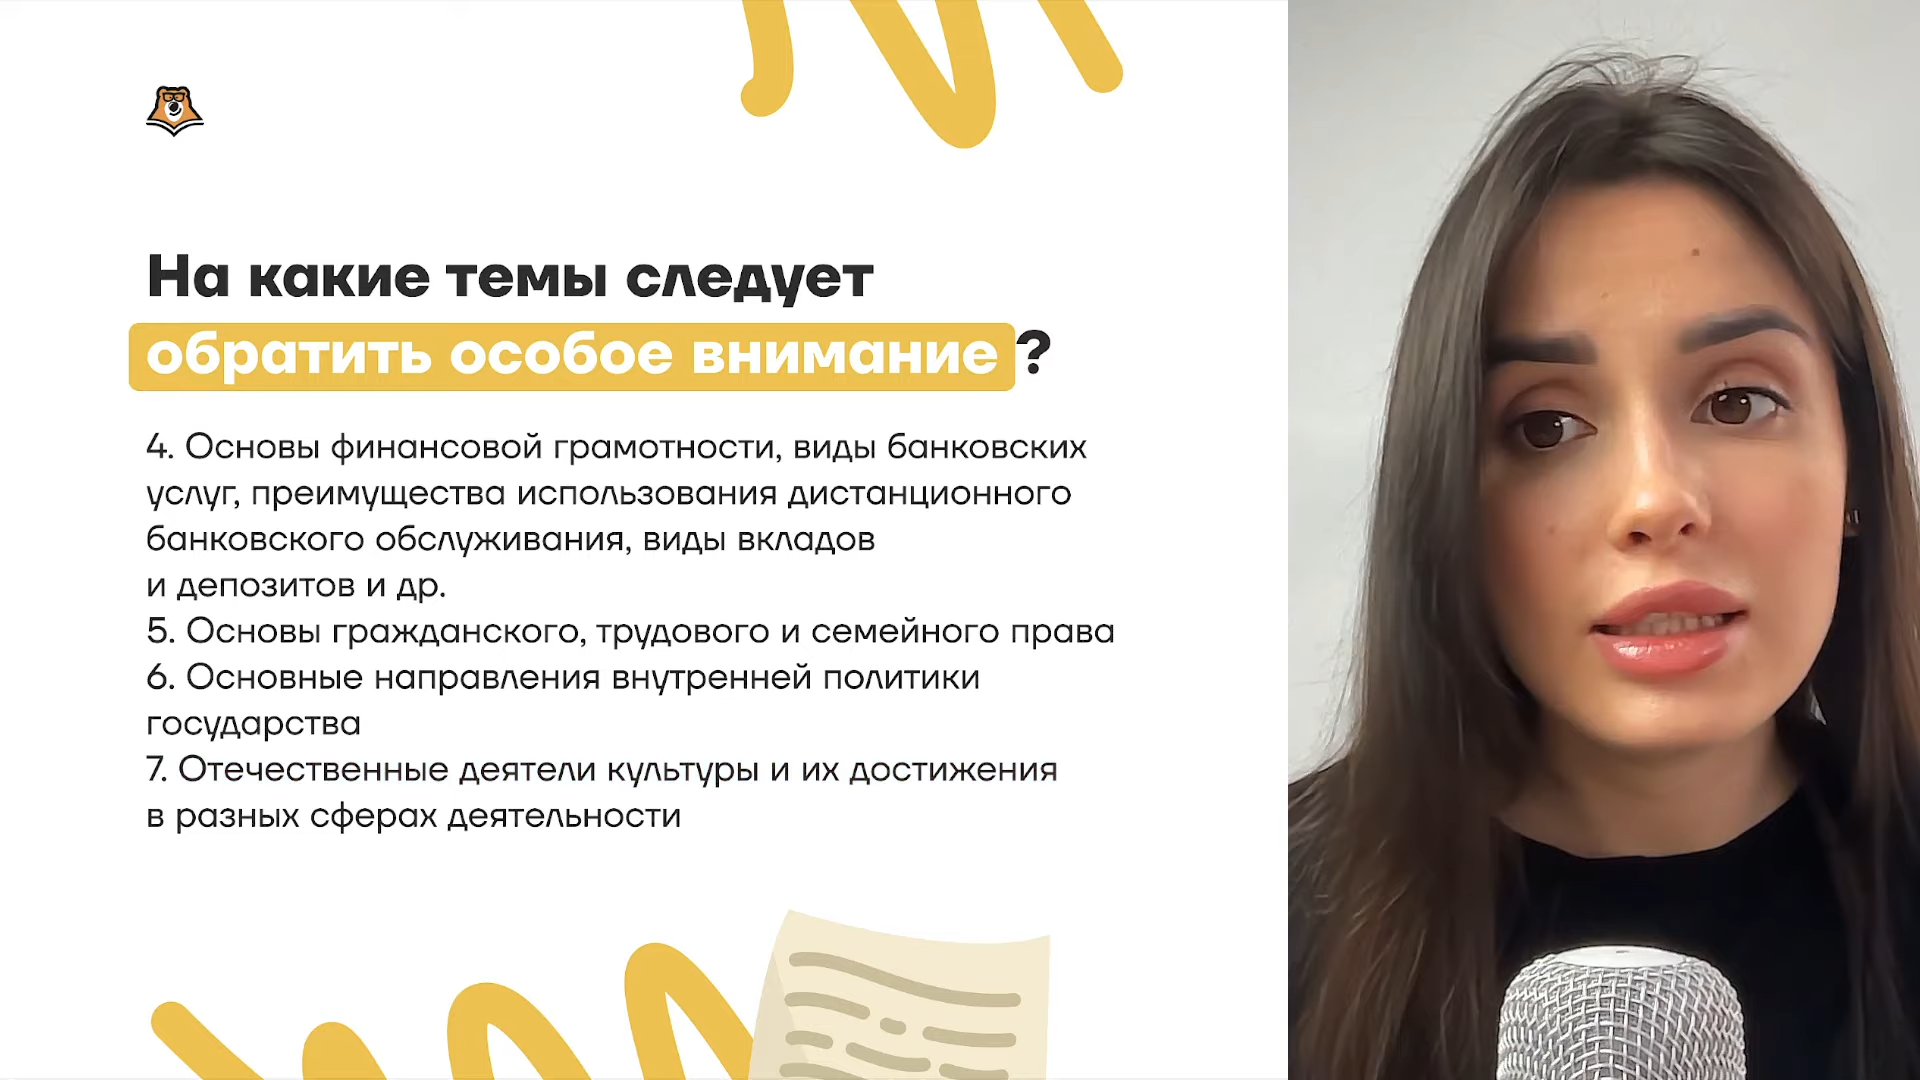 На какие темы следует
обратить особое внимание ?
4. Основы финансовой грамотности, виды банковских
услуг, преимущества использования дистанционного
банковского обслуживания, виды вкладов
и депозитов и др.
5. Основы гражданского, трудового и семейного права
6. Основные направления внутренней политики
государства
7. Отечественные деятели культуры и их достижения
в разных сферах деятельности